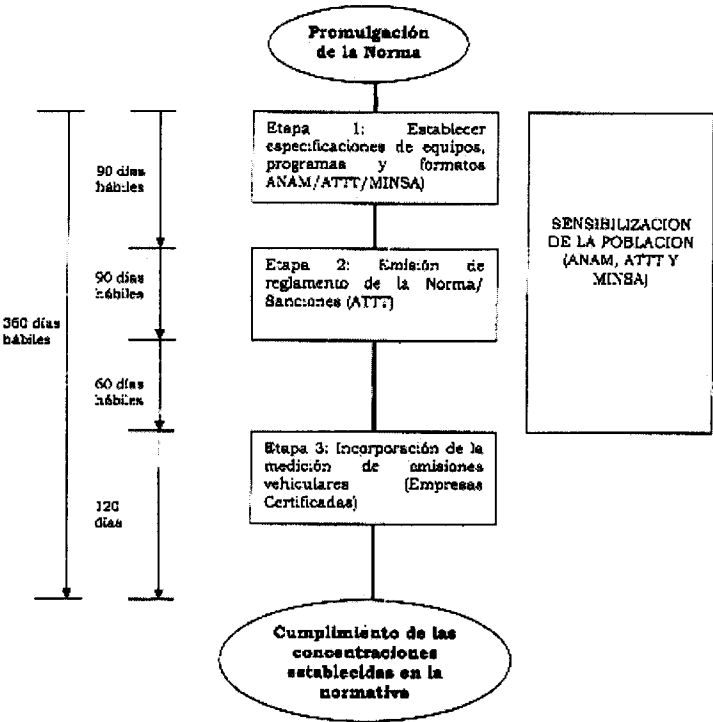 Promulgación
de la Norma
Etapa 1: Establecer
especificaciones de equipos,
programas y formatos
ANAM/ATTT/MINSA)
90 días
hábiles
SENSIBILIZACION
DE LA POBLACION
(ANAM, ATTT Y
MINSA)
Etapa 2: Emisión de
reglamento de la Norma/
Sanciones (ATTT)
90 días
hábiles
360 días
hábiles
60 días
hábiles
Etapa 3: Incorporación de la
medición de emisiones
vehiculares (Empresas
Certificadas)
120
días
Cumplimiento de las
concentraciones
establecidas en la
normativa